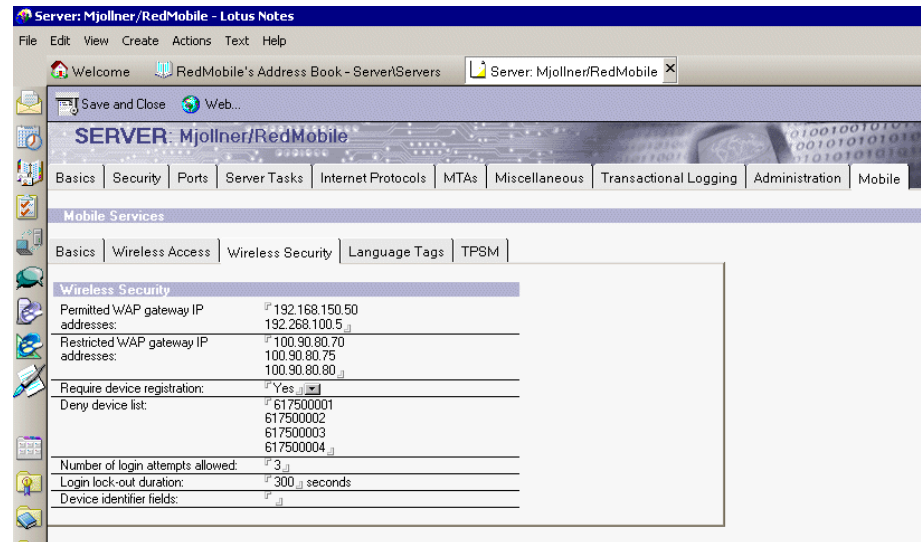 Server: Mjollner/RedMobile - Lotus Notes
File Edit View Create Actions Text Help
Welcome RedMobile's Address Book - Server\Servers Server: Mjollner/RedMobile
Save and Close Web...
SERVER: Mjollner/RedMobile
Basics Security Ports Server Tasks Internet Protocols MTAs Miscellaneous Transactional Logging Administration Mobile
Mobile Services
Basics Wireless Access Wireless Security Language Tags TPSM
Wireless Security
Permitted WAP gateway IP addresses: 192.168.150.50
192.268.100.5
Restricted WAP gateway IP addresses: 100.90.80.70
100.90.80.75
100.90.80.80
Require device registration: Yes
Deny device list: 617500001
617500002
617500003
617500004
Number of login attempts allowed: 3
Login lock-out duration: 300 seconds
Device identifier fields: